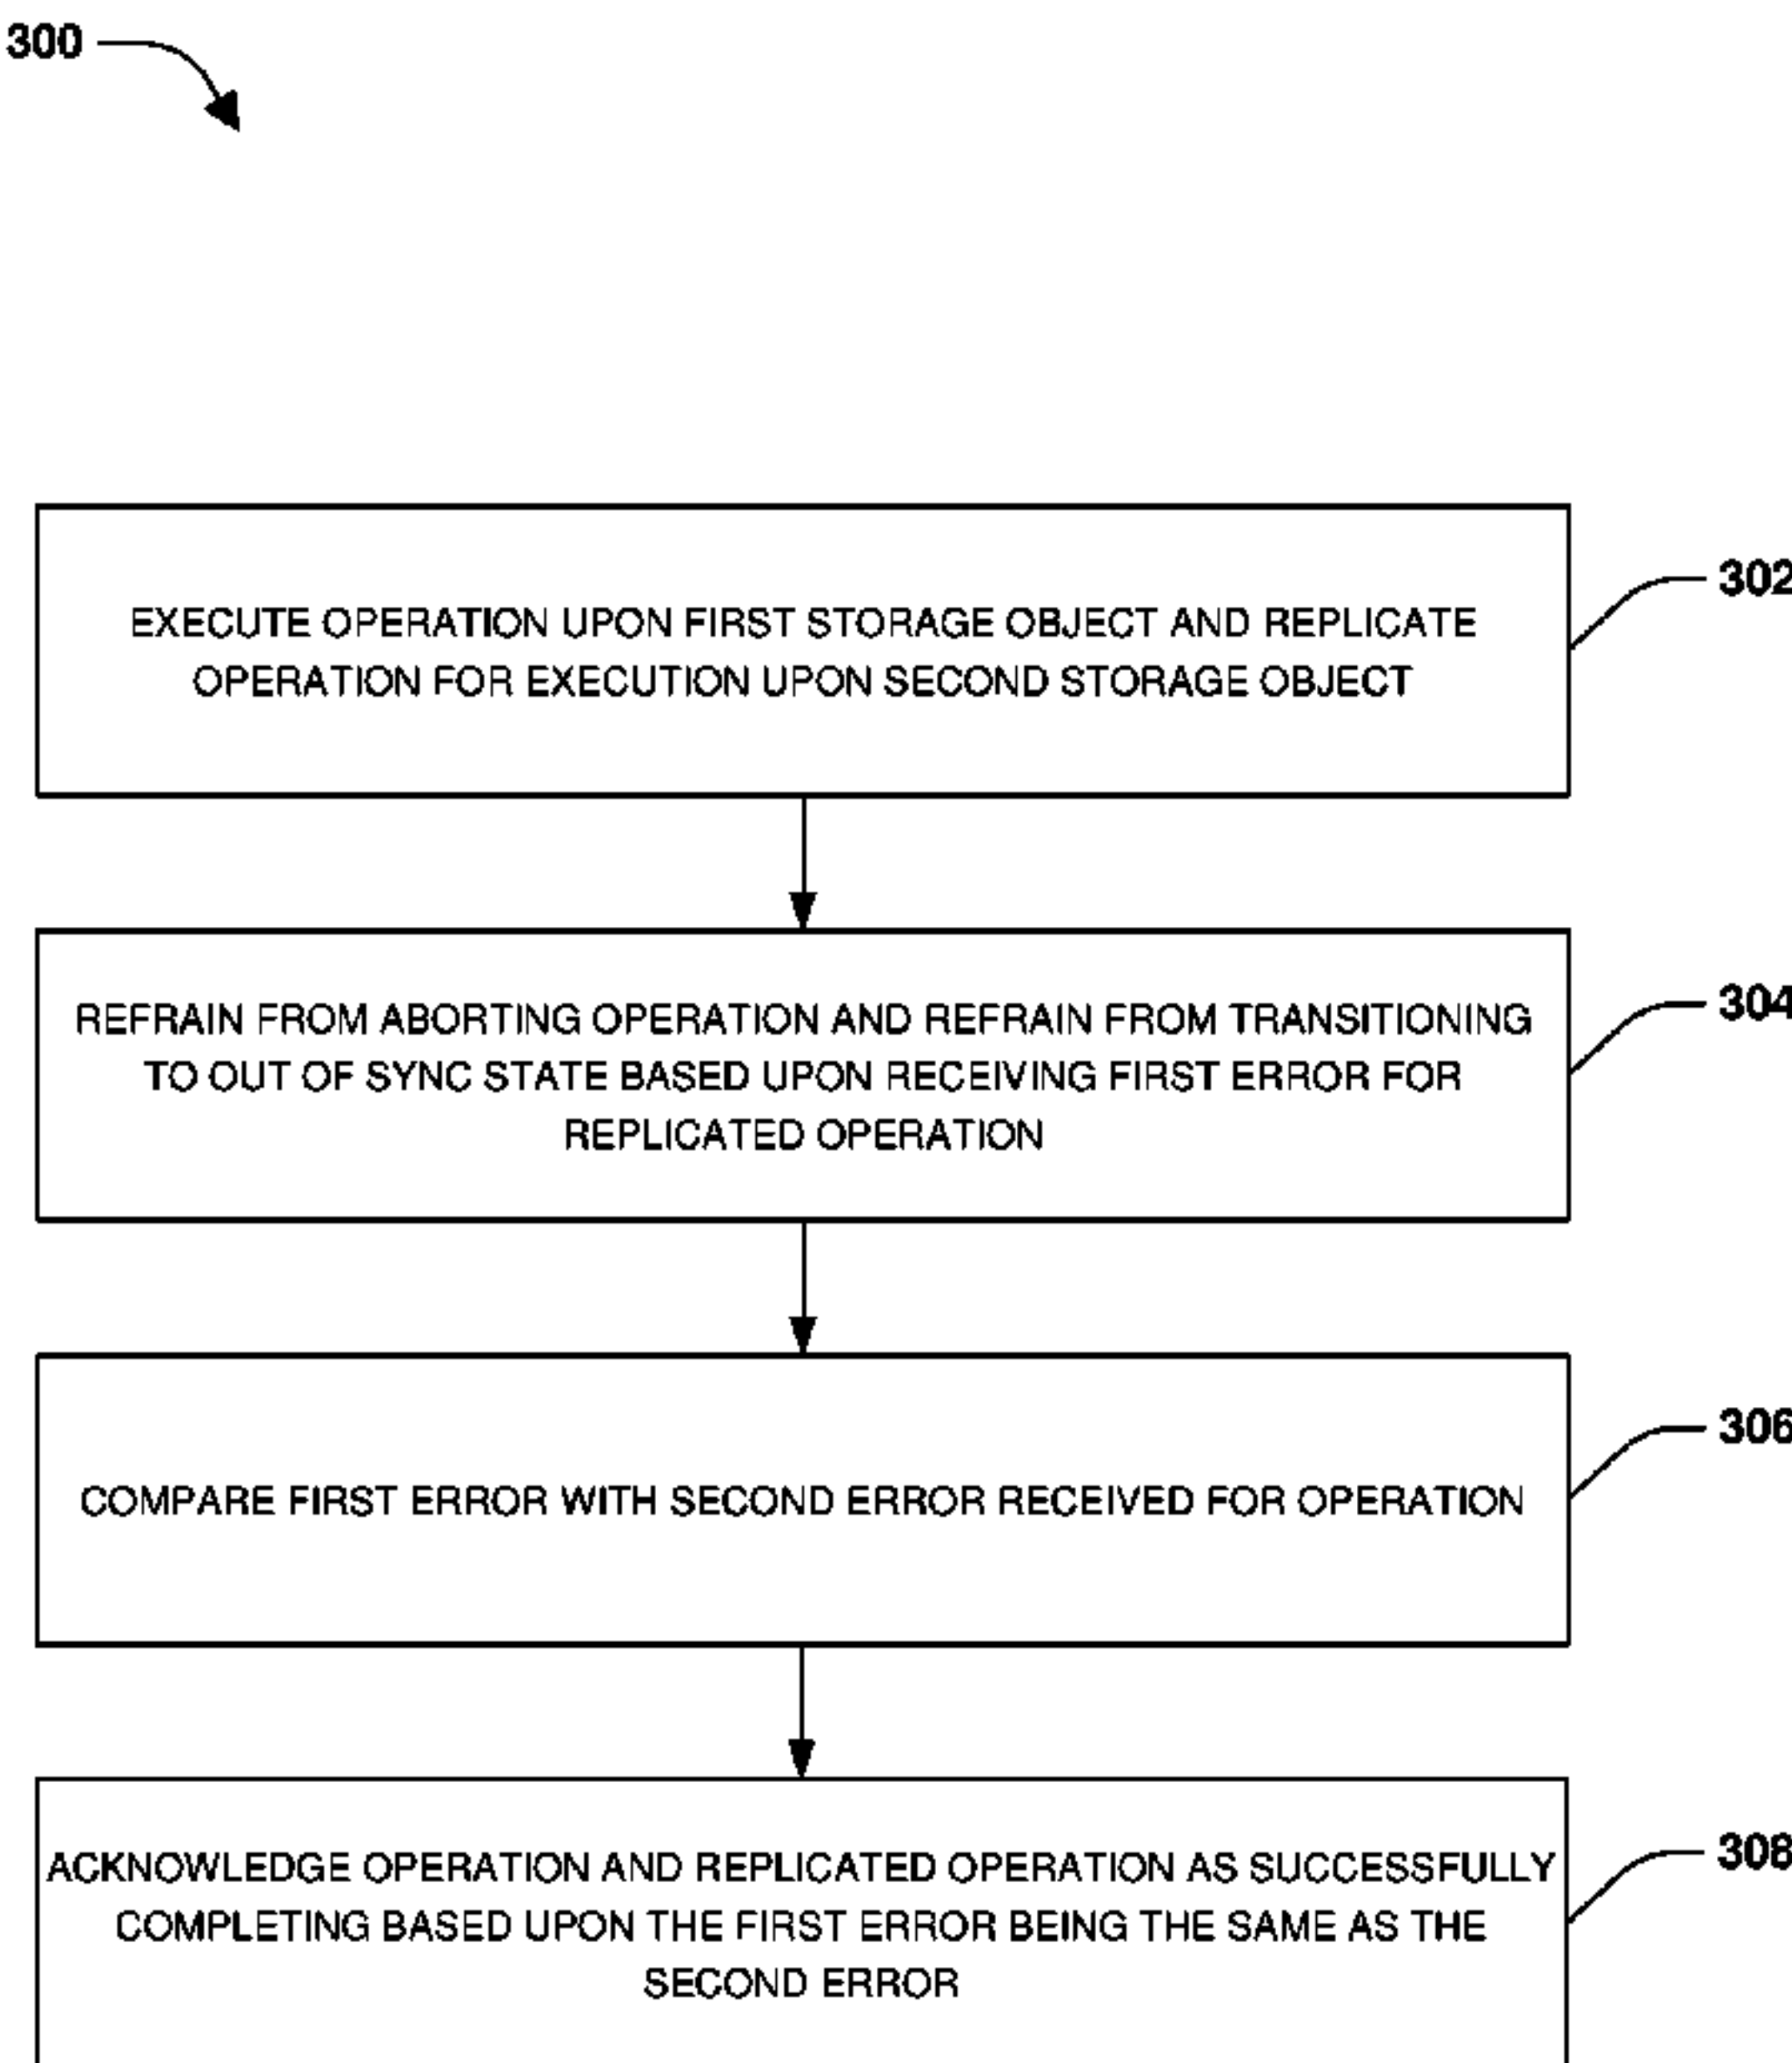 300
EXECUTE OPERATION UPON FIRST STORAGE OBJECT AND REPLICATE
OPERATION FOR EXECUTION UPON SECOND STORAGE OBJECT
302
REFRAIN FROM ABORTING OPERATION AND REFRAIN FROM TRANSITIONING
TO OUT OF SYNC STATE BASED UPON RECEIVING FIRST ERROR FOR
REPLICATED OPERATION
304
COMPARE FIRST ERROR WITH SECOND ERROR RECEIVED FOR OPERATION
306
ACKNOWLEDGE OPERATION AND REPLICATED OPERATION AS SUCCESSFULLY
COMPLETING BASED UPON THE FIRST ERROR BEING THE SAME AS THE
SECOND ERROR
308